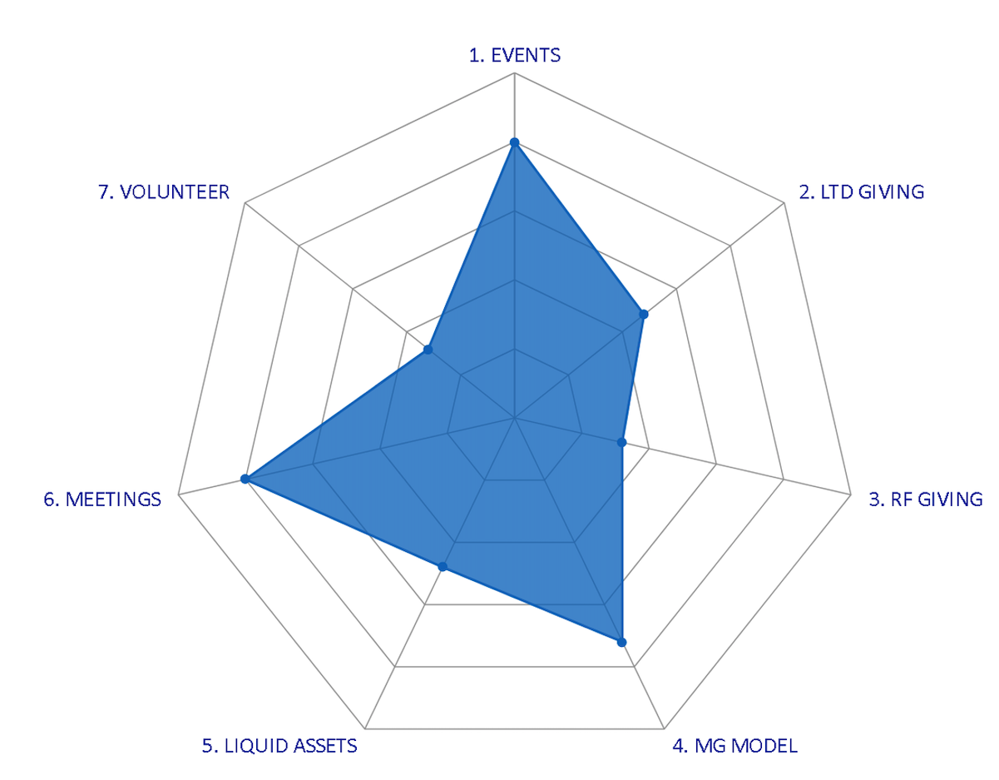 1. EVENTS
7. VOLUNTEER
2. LTD GIVING
6. MEETINGS
3. RF GIVING
5. LIQUID ASSETS
4. MG MODEL